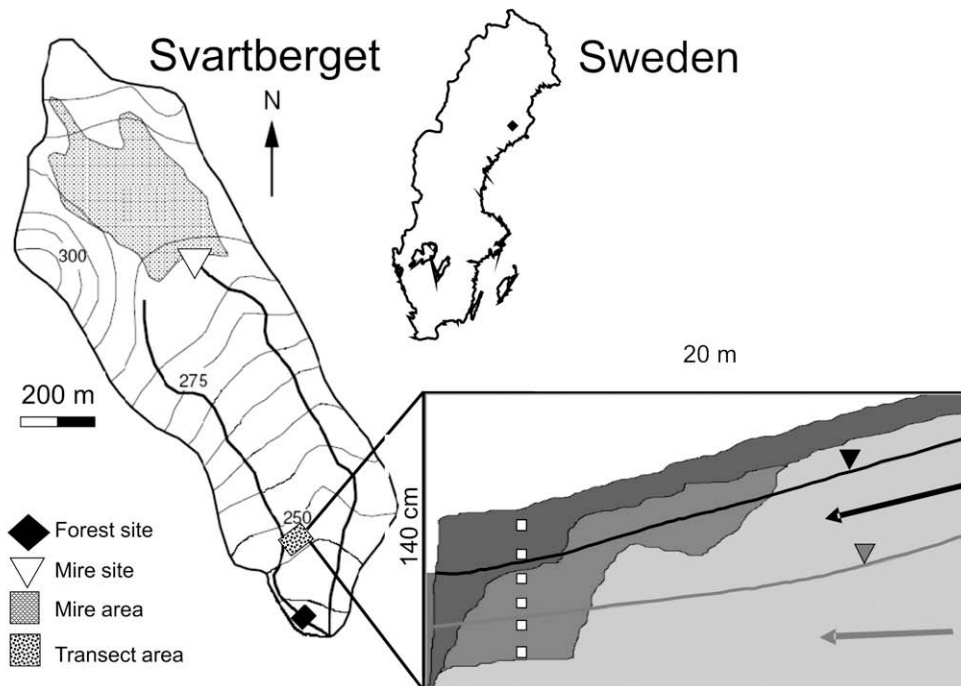 Svartberget
Sweden
N
300
275
200 m
250
20 m
140 cm
Forest site
Mire site
Mire area
Transect area